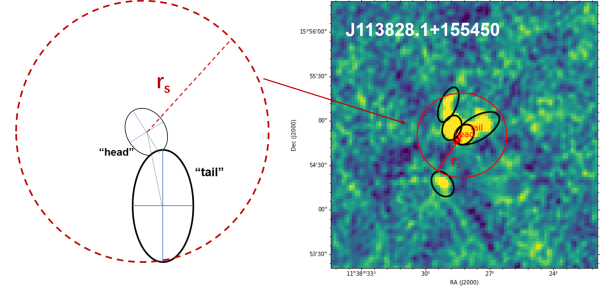 r_s
"head"
"tail"
J113828.1+155450
15°56'00"
55'30"
00"
54'30"
00"
53'30"
Dec (J2000)
tail
head
11ʰ38ᵐ33ˢ
30ˢ
27ˢ
24ˢ
RA (J2000)